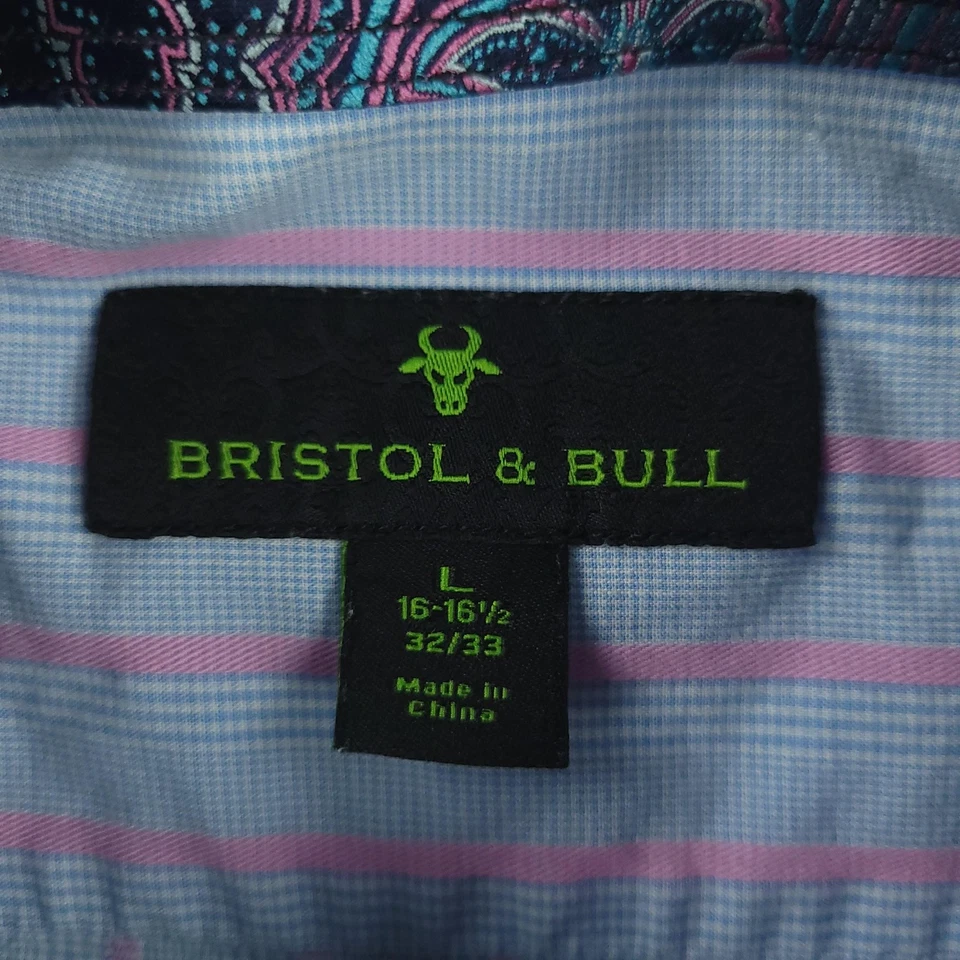 BRISTOL & BULL
L
16-16½
32/33
Made in
China